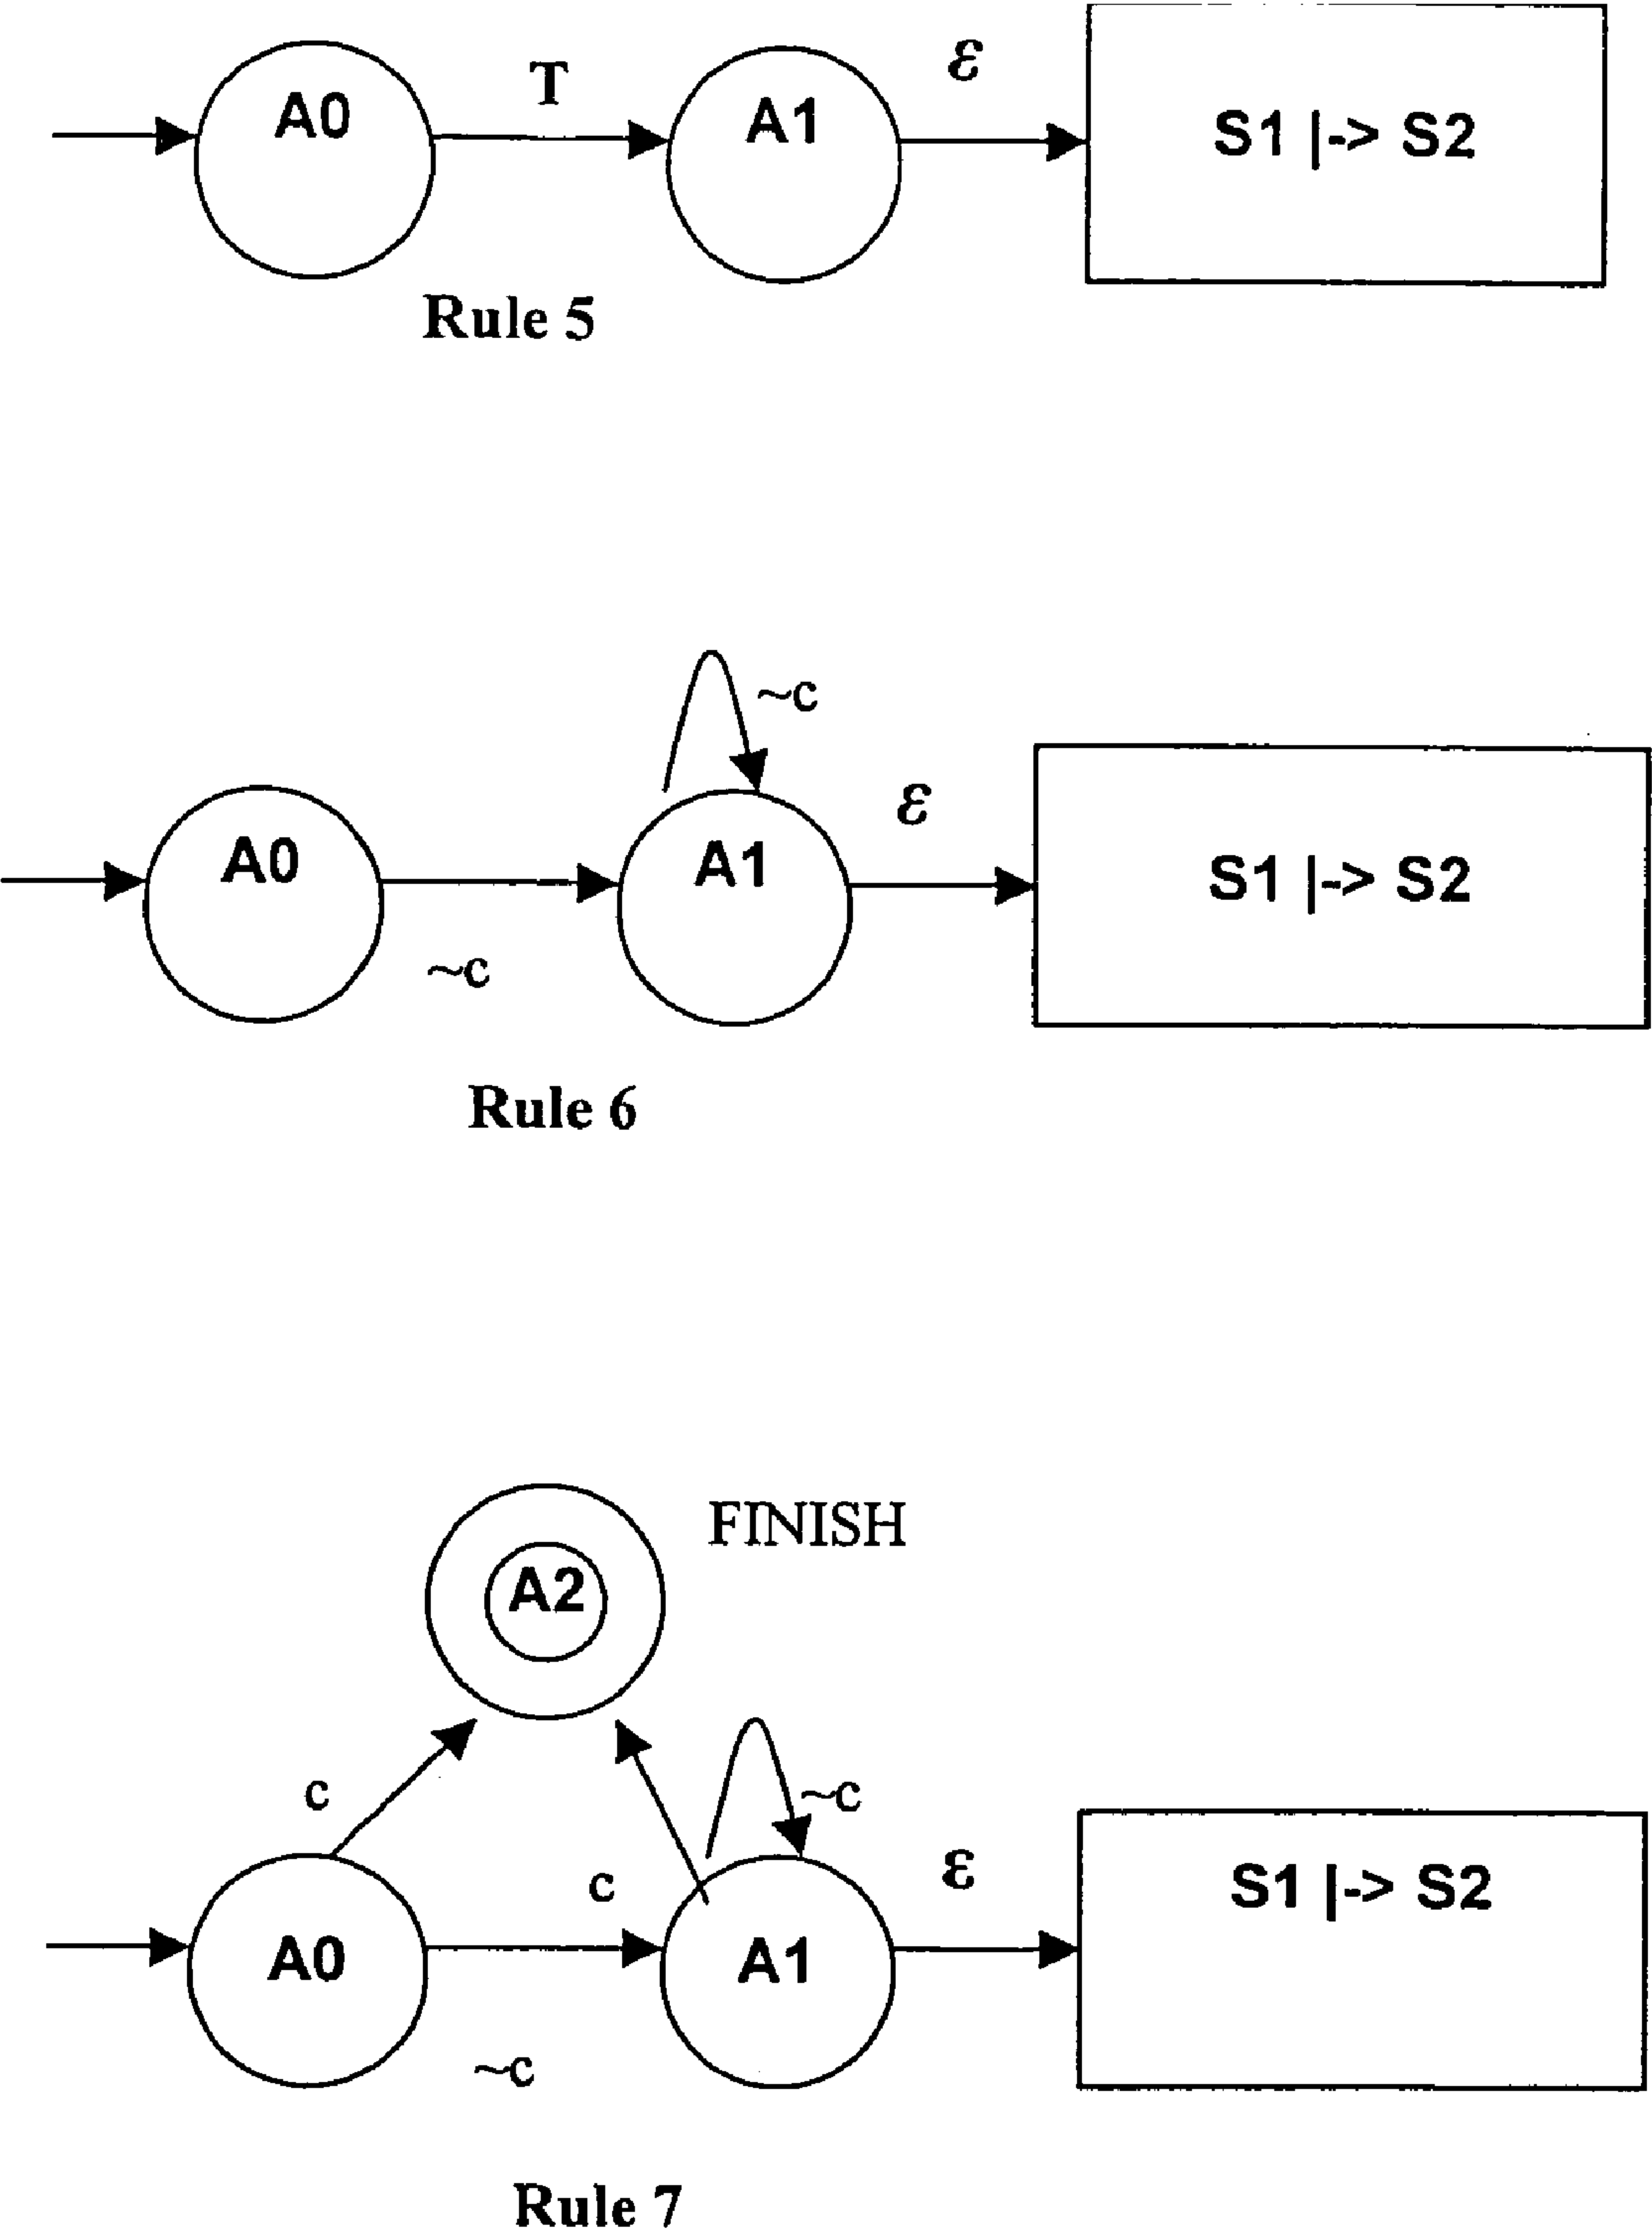 T
ε
A0
A1
S1 |-> S2
Rule 5
~c
ε
A0
A1
S1 |-> S2
~c
Rule 6
FINISH
A2
c
~c
c
ε
S1 |-> S2
A0
A1
~c
Rule 7